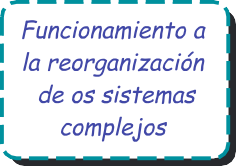 Funcionamiento a
la reorganización
de os sistemas
complejos